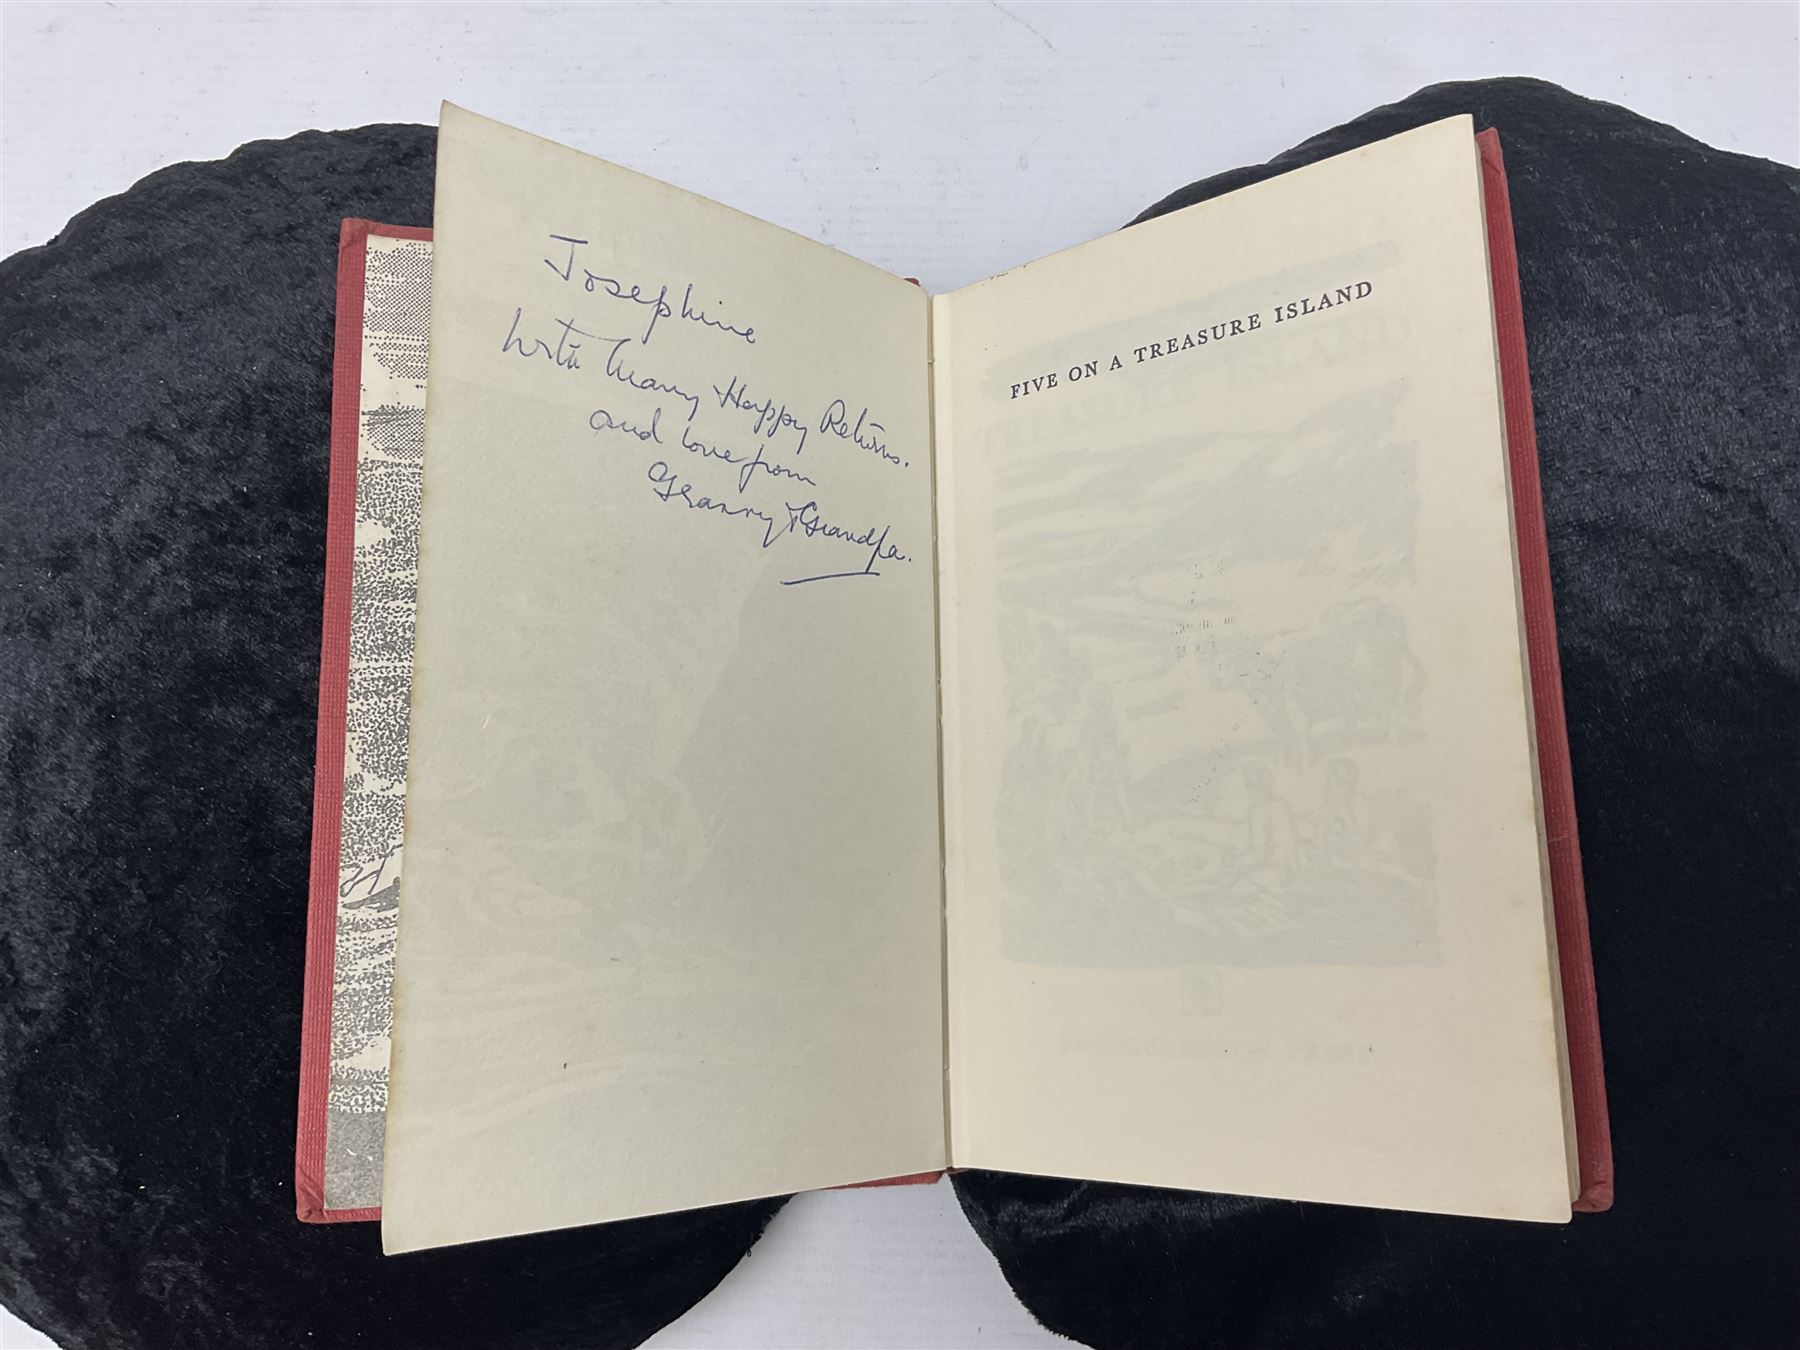 Josephine
With Many Happy Returns.
and love from
Granny & Grandpa.
FIVE ON A TREASURE ISLAND